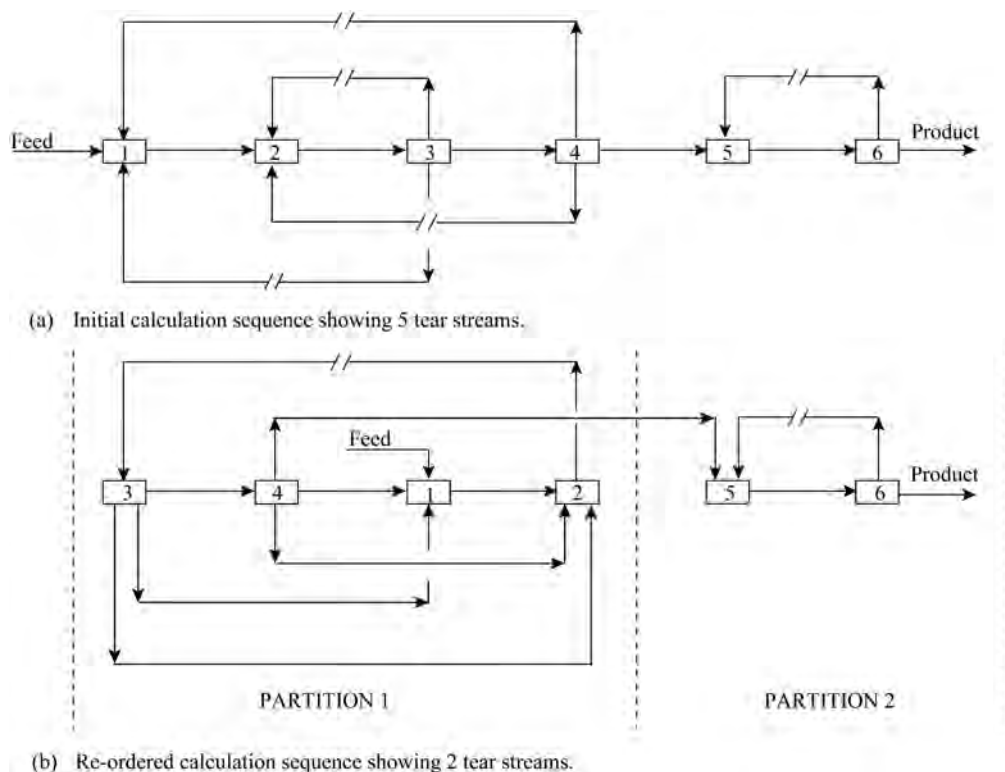 Feed
1
2
3
4
5
6
Product
(a) Initial calculation sequence showing 5 tear streams.
Feed
3
4
1
2
5
6
Product
PARTITION 1
PARTITION 2
(b) Re-ordered calculation sequence showing 2 tear streams.